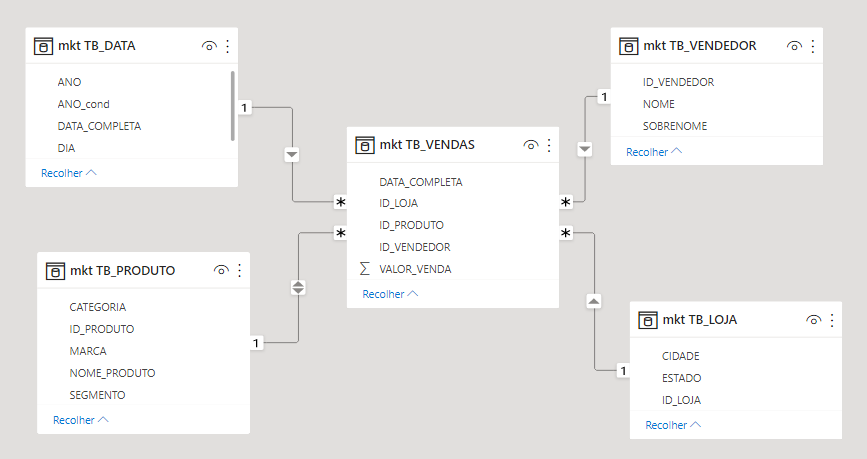 mkt TB_DATA
ANO
ANO_cond
DATA_COMPLETA
DIA
Recolher
1
mkt TB_VENDEDOR
ID_VENDEDOR
NOME
SOBRENOME
Recolher
1
mkt TB_VENDAS
DATA_COMPLETA
ID_LOJA
ID_PRODUTO
ID_VENDEDOR
∑ VALOR_VENDA
Recolher
*
*
*
*
mkt TB_PRODUTO
CATEGORIA
ID_PRODUTO
MARCA
NOME_PRODUTO
SEGMENTO
Recolher
1
mkt TB_LOJA
CIDADE
ESTADO
ID_LOJA
Recolher
1